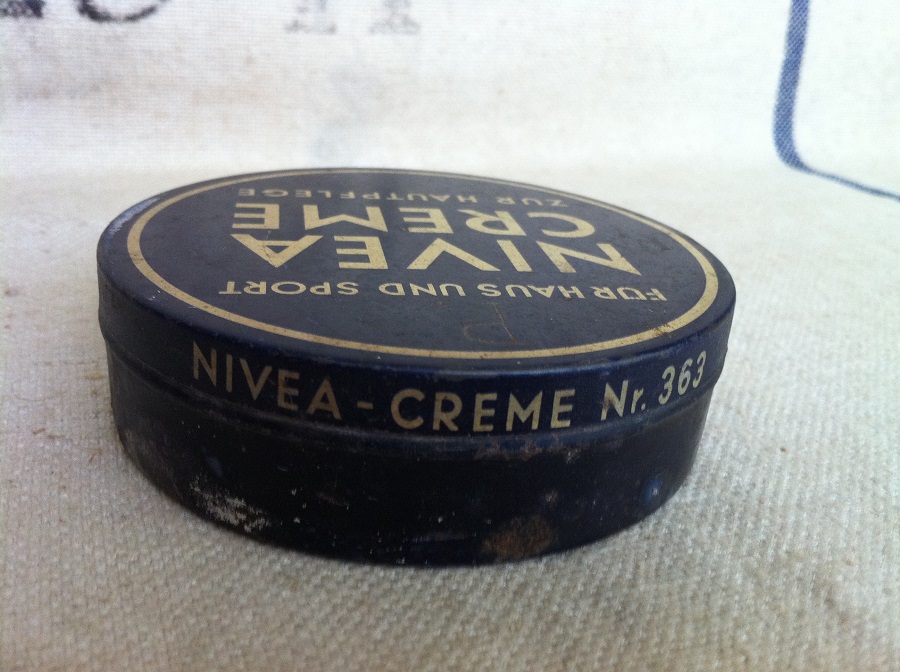 FÜR HAUS UND SPORT
NIVEA
CREME
ZUR HAUTPFLEGE
NIVEA-CREME Nr. 363